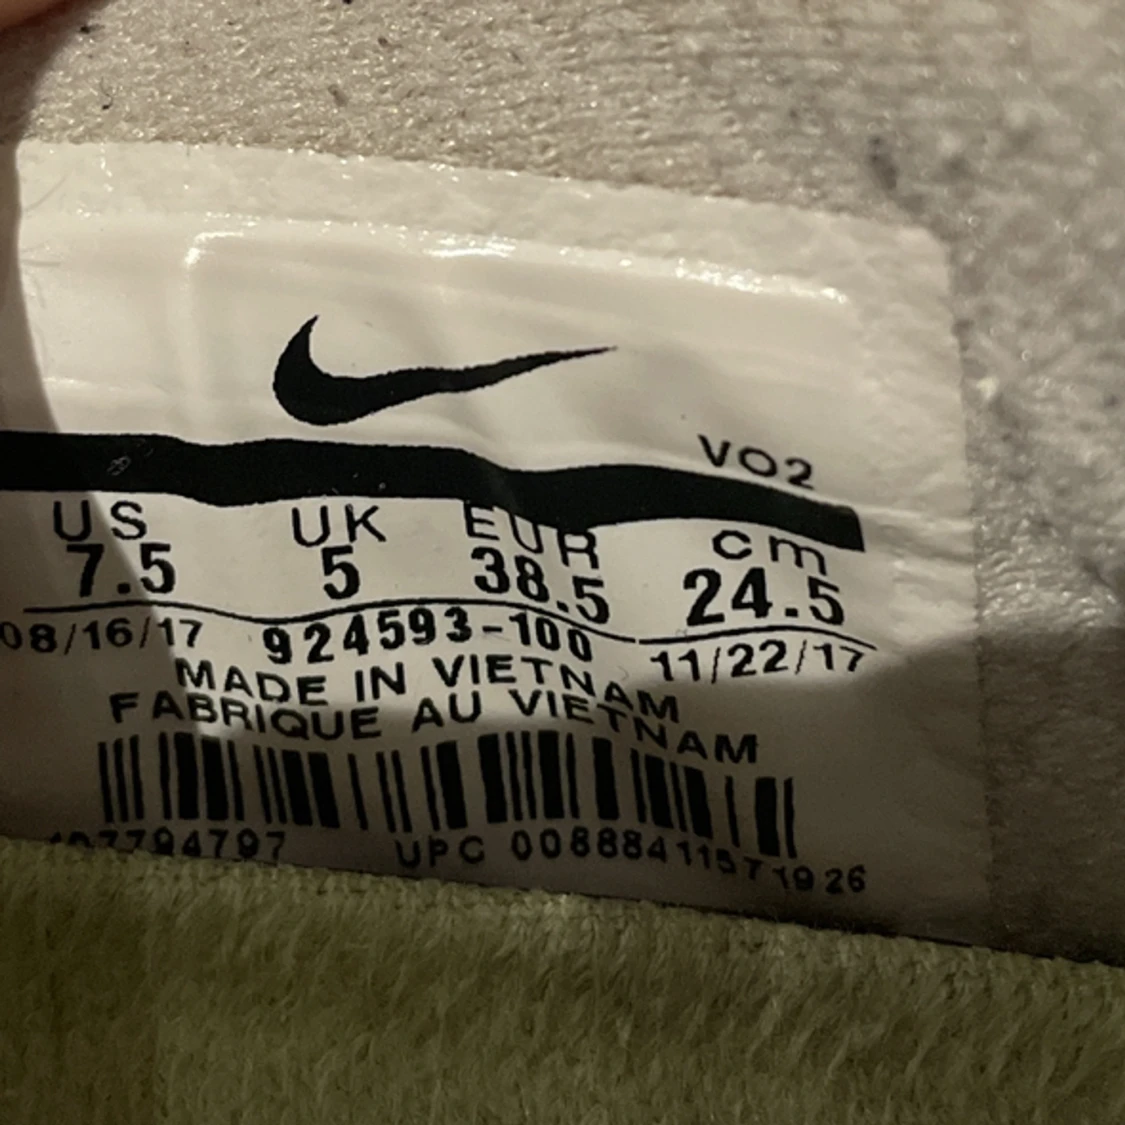 VO2
US UK EUR cm
7.5 5 38.5 24.5
08/16/17 924593-100 11/22/17
MADE IN VIETNAM
FABRIQUE AU VIETNAM
UPC 00888411571926